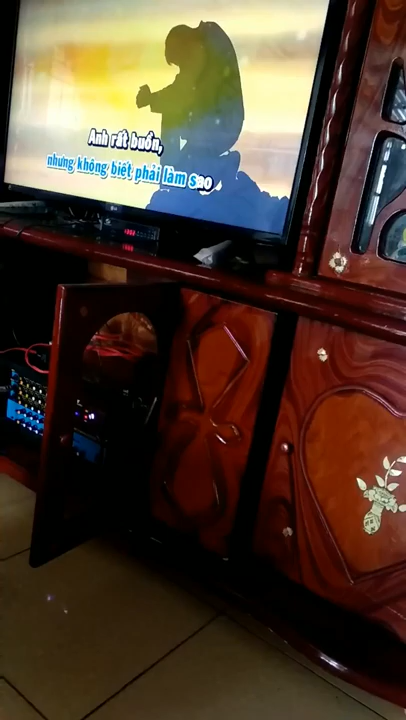 Anh rất buồn,
nhưng không biết phải làm sao